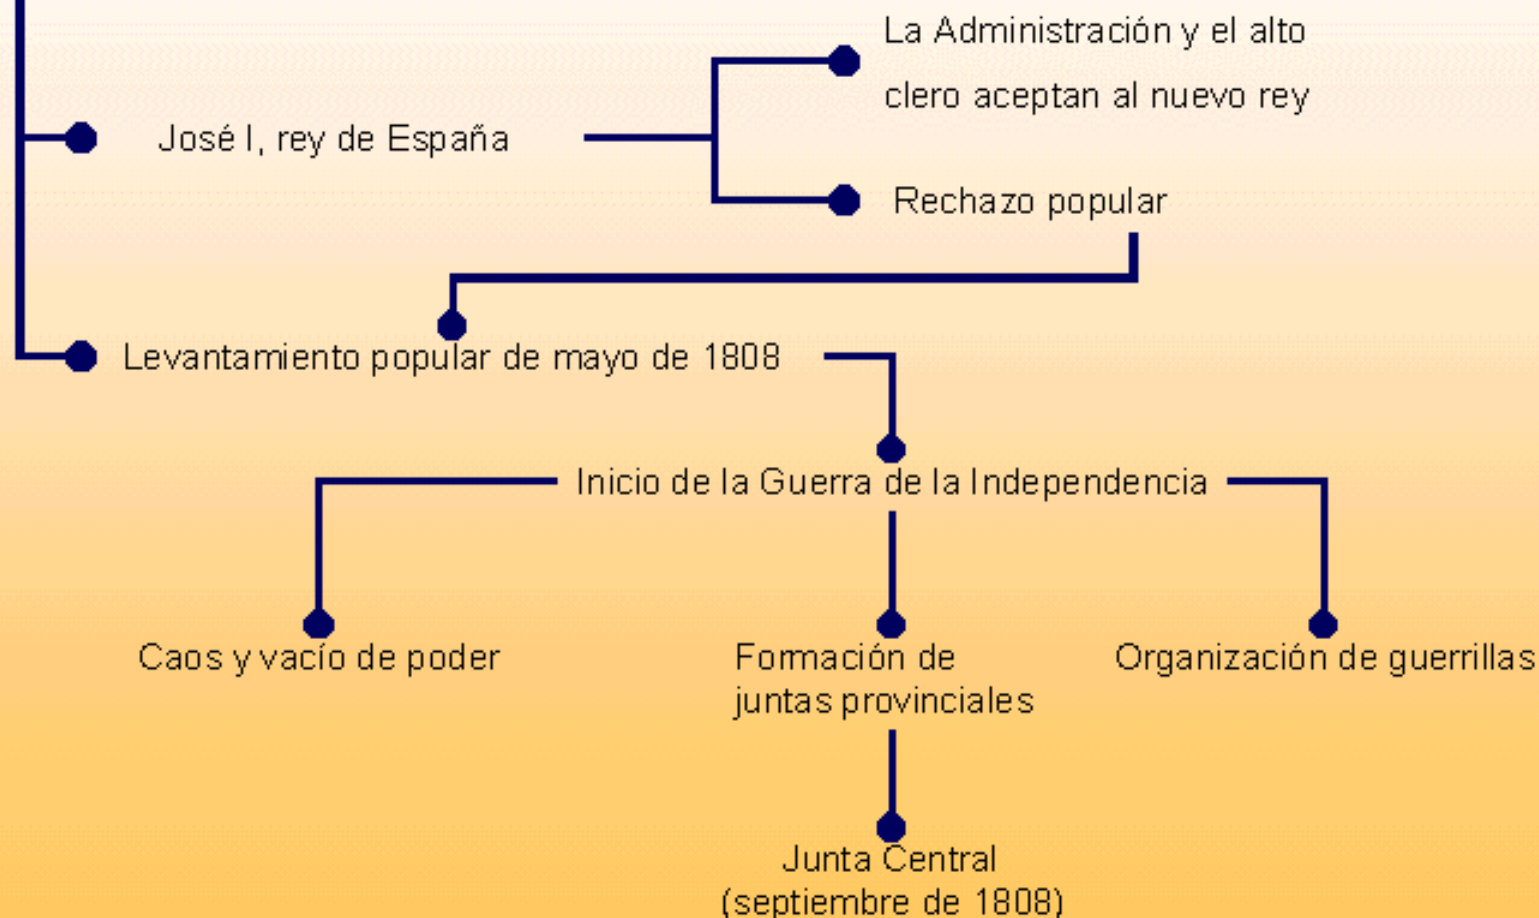 La Administración y el alto
clero aceptan al nuevo rey
José I, rey de España
Rechazo popular
Levantamiento popular de mayo de 1808
Inicio de la Guerra de la Independencia
Caos y vacío de poder
Formación de
juntas provinciales
Organización de guerrillas
Junta Central
(septiembre de 1808)